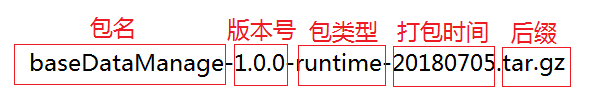 包名 版本号 包类型 打包时间 后缀
baseDataManage-1.0.0-runtime-20180705.tar.gz